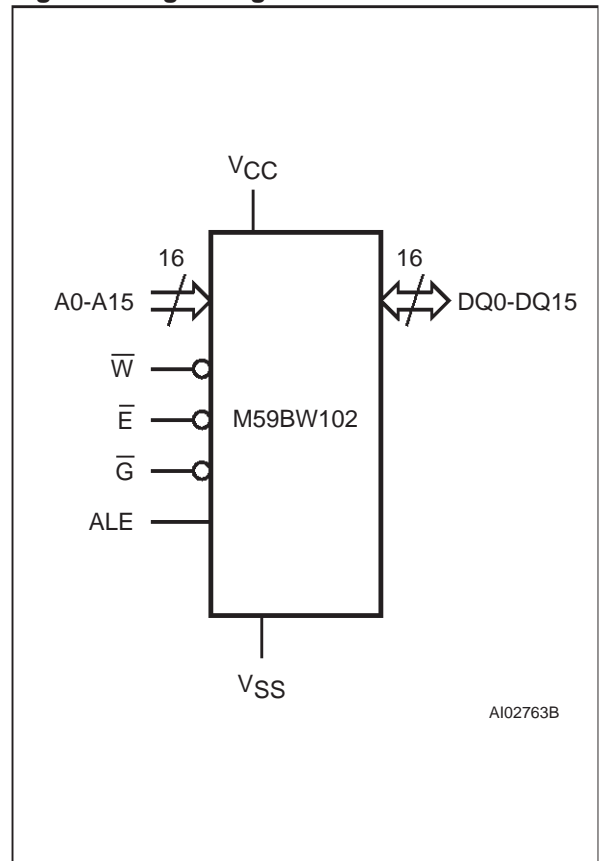 VCC
16
16
A0-A15
DQ0-DQ15
W̅
E̅
M59BW102
G̅
ALE
VSS
AI02763B